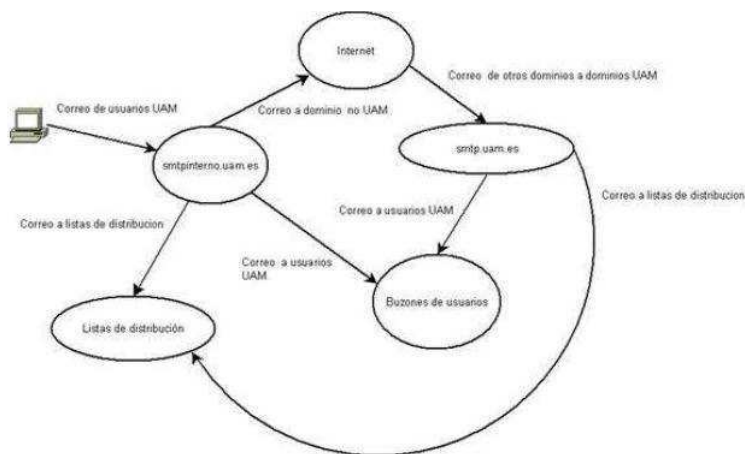 Internet
Correo de otros dominios a dominios UAM
Correo de usuarios UAM
Correo a dominio no UAM
smtpinterno.uam.es
smtp.uam.es
Correo a listas de distribucion
Correo a usuarios UAM
Correo a listas de distribucion
Correo a usuarios
UAM
Buzones de usuarios
Listas de distribución